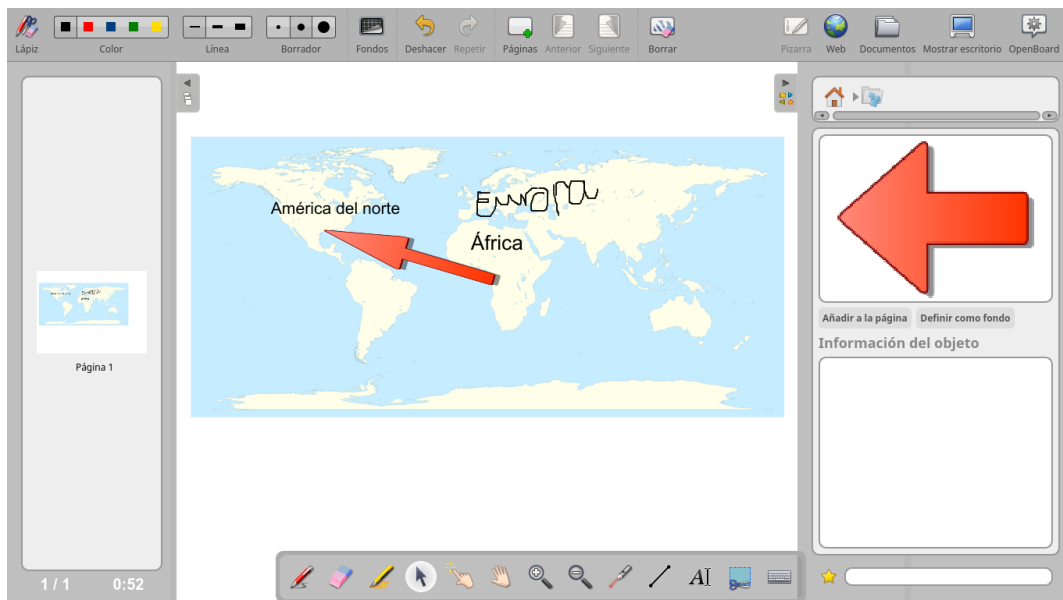 Lápiz
Color
Línea
Borrador
Fondos
Deshacer
Repetir
Páginas
Anterior
Siguiente
Borrar
Pizarra
Web
Documentos
Mostrar escritorio
OpenBoard
América del norte
Europa
África
Página 1
Añadir a la página
Definir como fondo
Información del objeto
1 / 1
0:52
AI